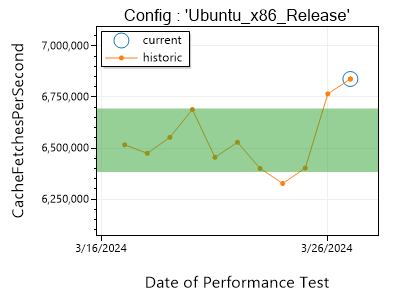 Config : 'Ubuntu_x86_Release'
current
historic
CacheFetchesPerSecond
7,000,000
6,750,000
6,500,000
6,250,000
3/16/2024
3/26/2024
Date of Performance Test